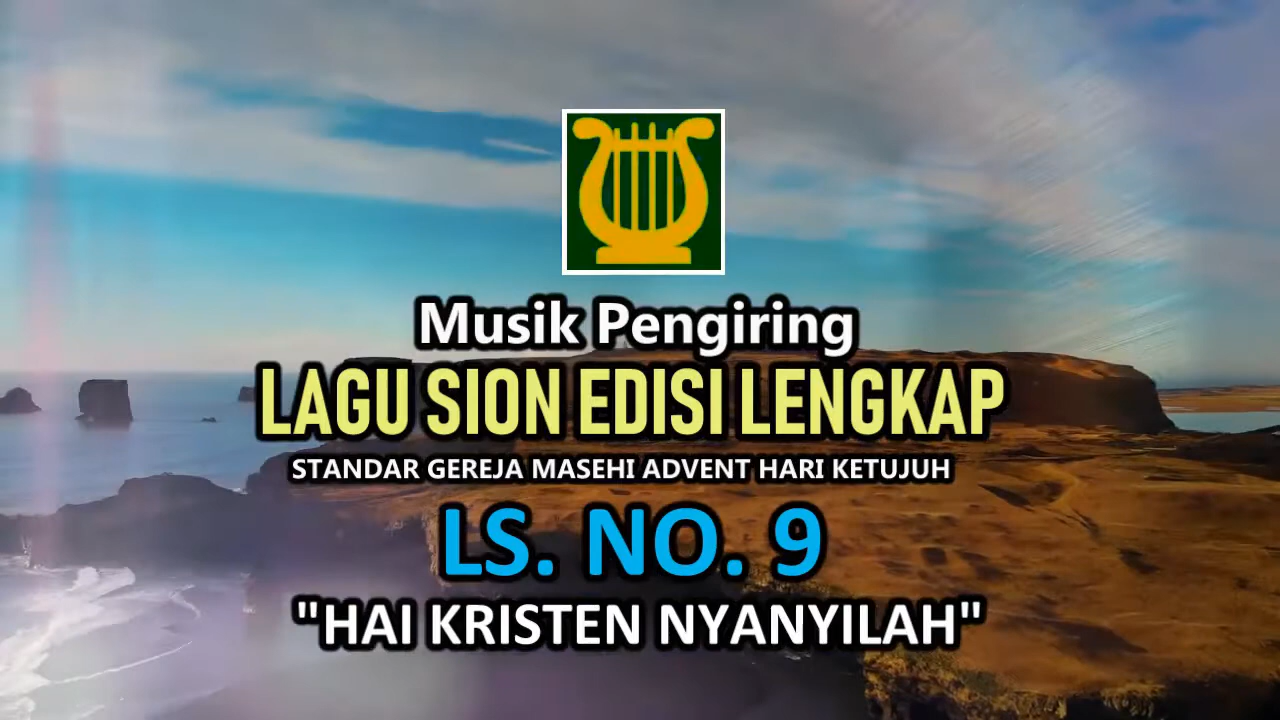 Musik Pengiring
LAGU SION EDISI LENGKAP
STANDAR GEREJA MASEHI ADVENT HARI KETUJUH
LS. NO. 9
"HAI KRISTEN NYANYILAH"